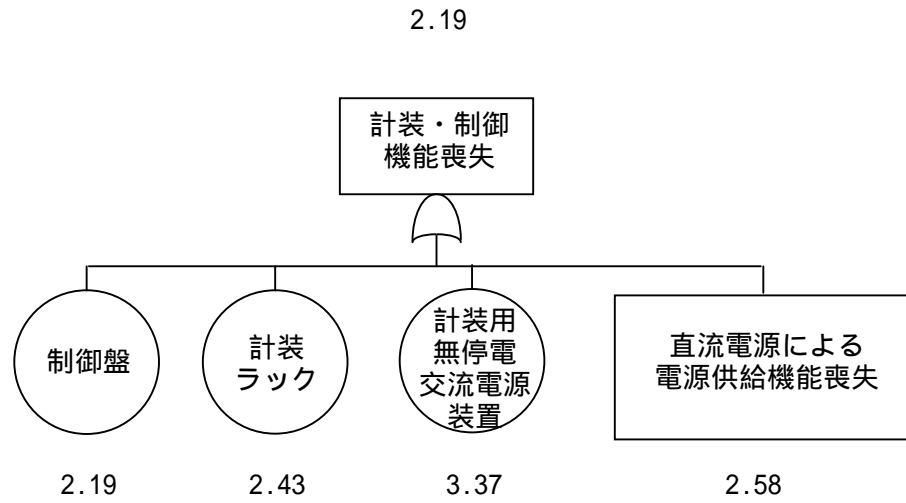 2.19
計装・制御
機能喪失
制御盤
計装
ラック
計装用
無停電
交流電源
装置
直流電源による
電源供給機能喪失
2.19
2.43
3.37
2.58